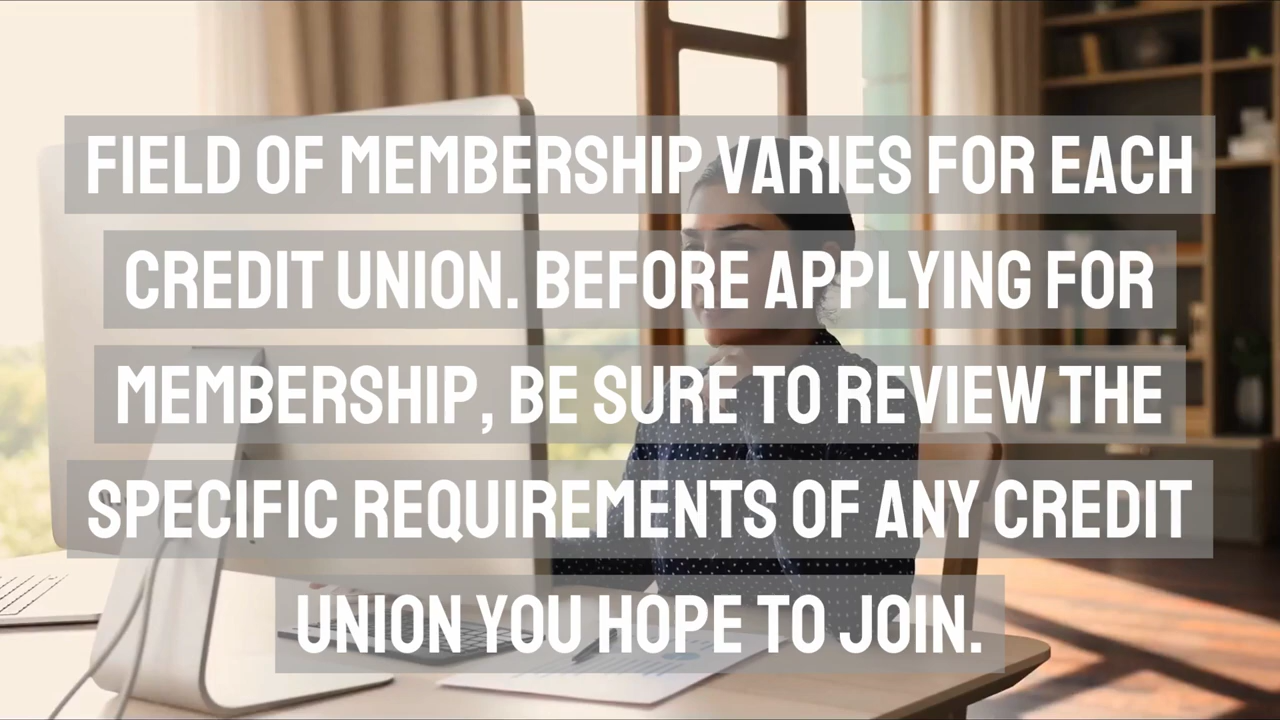 FIELD OF MEMBERSHIP VARIES FOR EACH
CREDIT UNION. BEFORE APPLYING FOR
MEMBERSHIP, BE SURE TO REVIEW THE
SPECIFIC REQUIREMENTS OF ANY CREDIT
UNION YOU HOPE TO JOIN.